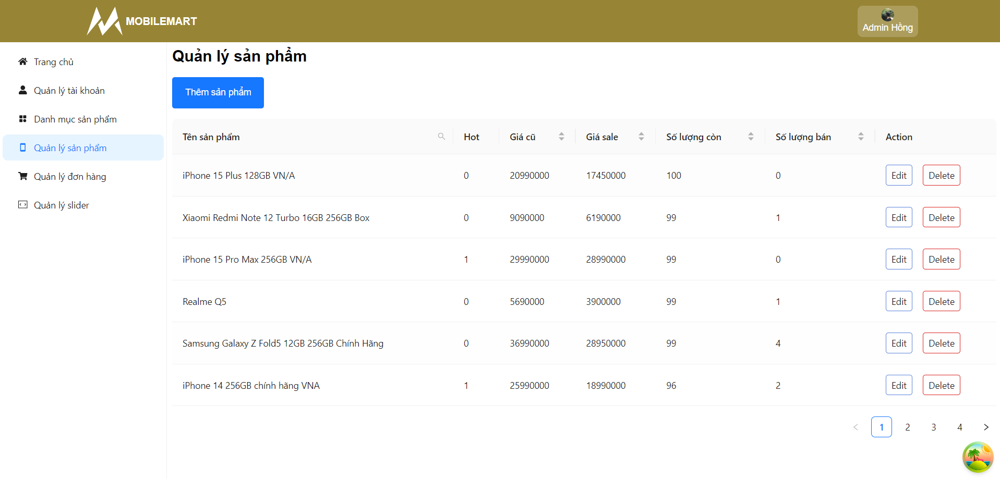 MOBILEMART
Admin Hồng
Trang chủ
Quản lý tài khoản
Danh mục sản phẩm
Quản lý sản phẩm
Quản lý đơn hàng
Quản lý slider
Quản lý sản phẩm
Thêm sản phẩm
Tên sản phẩm Hot Giá cũ Giá sale Số lượng còn Số lượng bán Action
iPhone 15 Plus 128GB VN/A 0 20990000 17450000 100 0 Edit Delete
Xiaomi Redmi Note 12 Turbo 16GB 256GB Box 0 9090000 6190000 99 1 Edit Delete
iPhone 15 Pro Max 256GB VN/A 1 29990000 28990000 99 0 Edit Delete
Realme Q5 0 5690000 3900000 99 1 Edit Delete
Samsung Galaxy Z Fold5 12GB 256GB Chính Hãng 0 36990000 28950000 99 4 Edit Delete
iPhone 14 256GB chính hãng VNA 1 25990000 18990000 96 2 Edit Delete
< 1 2 3 4 >